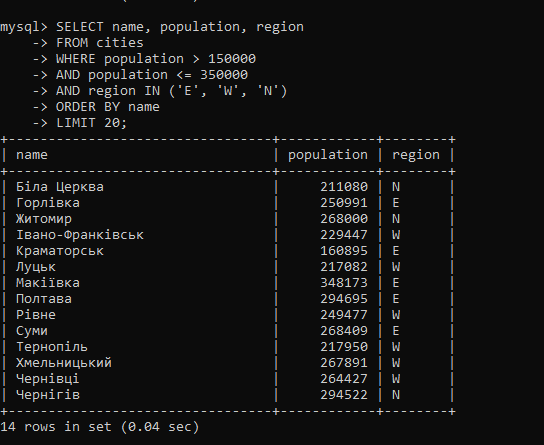 mysql> SELECT name, population, region
    -> FROM cities
    -> WHERE population > 150000
    -> AND population <= 350000
    -> AND region IN ('E', 'W', 'N')
    -> ORDER BY name
    -> LIMIT 20;
+---------------------------------+------------+--------+
| name                            | population | region |
+---------------------------------+------------+--------+
| Біла Церква                     |     211080 | N      |
| Горлівка                        |     250991 | E      |
| Житомир                         |     268000 | N      |
| Івано-Франківськ                |     229447 | W      |
| Краматорськ                     |     160895 | E      |
| Луцьк                           |     217082 | W      |
| Макіївка                        |     348173 | E      |
| Полтава                         |     294695 | E      |
| Рівне                           |     249477 | W      |
| Суми                            |     268409 | E      |
| Тернопіль                       |     217950 | W      |
| Хмельницький                    |     267891 | W      |
| Чернівці                        |     264427 | W      |
| Чернігів                        |     294522 | N      |
+---------------------------------+------------+--------+
14 rows in set (0.04 sec)